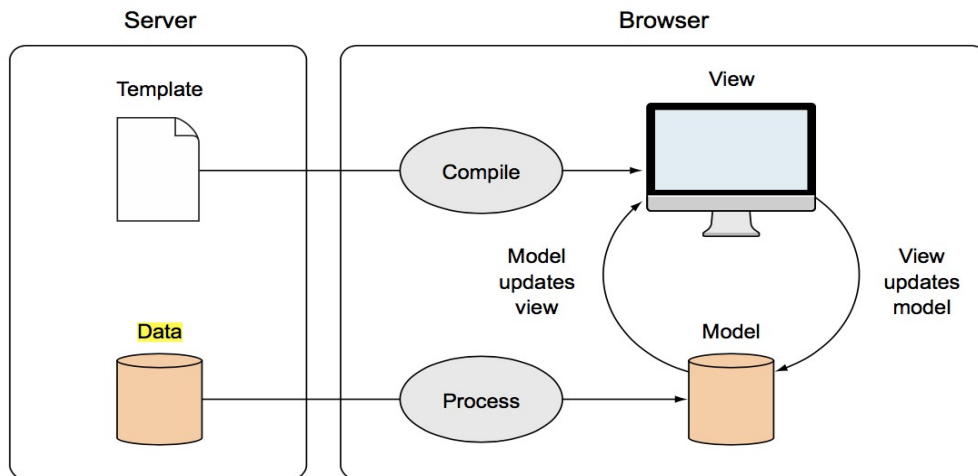 Server
Browser
Template
View
Compile
Model
updates
view
View
updates
model
Data
Model
Process